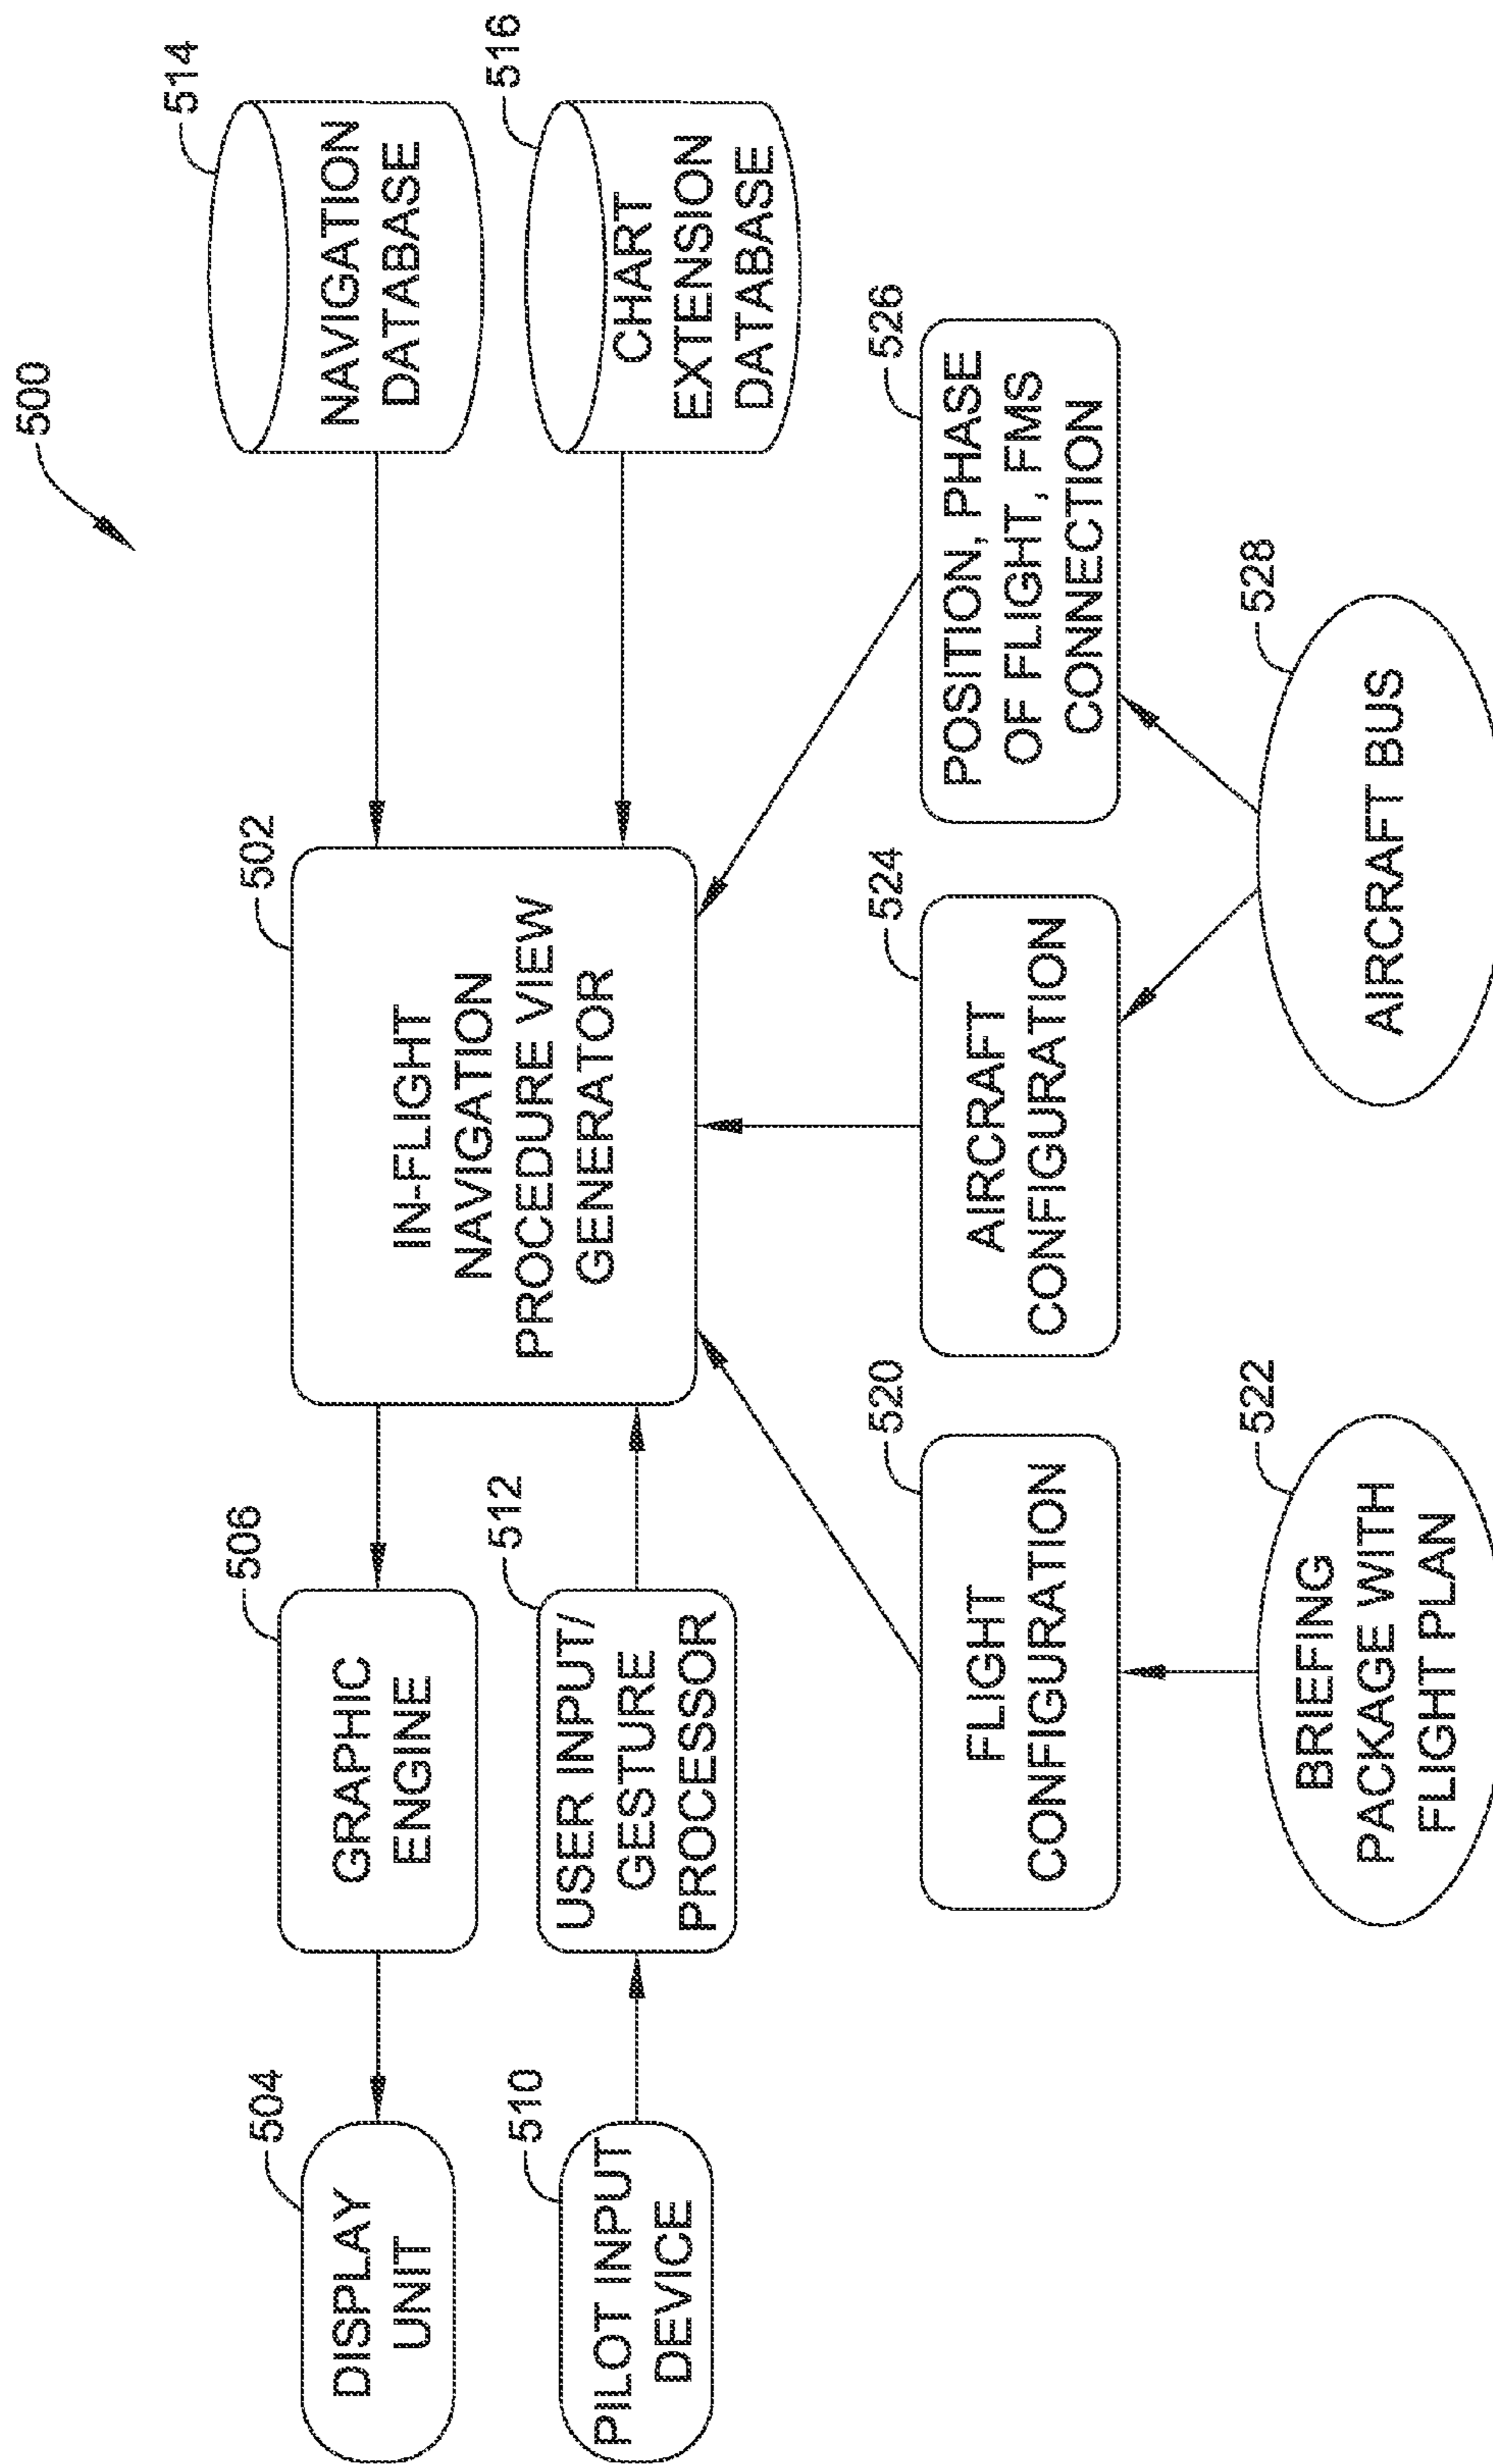 500
504
DISPLAY
UNIT
506
GRAPHIC
ENGINE
502
IN-FLIGHT
NAVIGATION
PROCEDURE VIEW
GENERATOR
514
NAVIGATION
DATABASE
510
PILOT INPUT
DEVICE
512
USER INPUT/
GESTURE
PROCESSOR
516
CHART
EXTENSION
DATABASE
520
FLIGHT
CONFIGURATION
524
AIRCRAFT
CONFIGURATION
526
POSITION, PHASE
OF FLIGHT, FMS
CONNECTION
522
BRIEFING
PACKAGE WITH
FLIGHT PLAN
528
AIRCRAFT BUS